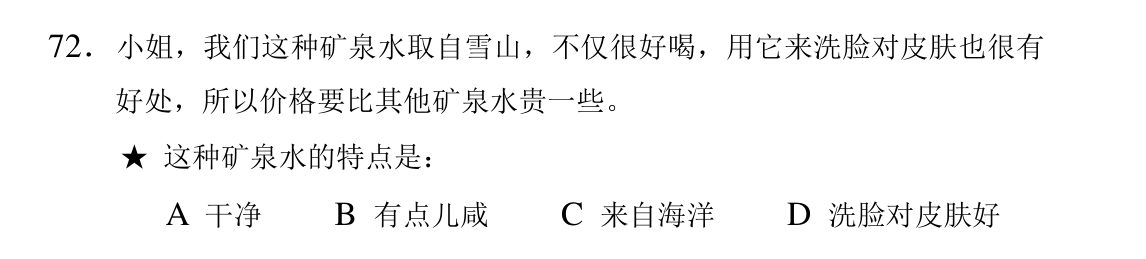 72． 小姐，我们这种矿泉水取自雪山，不仅很好喝，用它来洗脸对皮肤也很有
好处，所以价格要比其他矿泉水贵一些。
★ 这种矿泉水的特点是：
A 干净 B 有点儿咸 C 来自海洋 D 洗脸对皮肤好